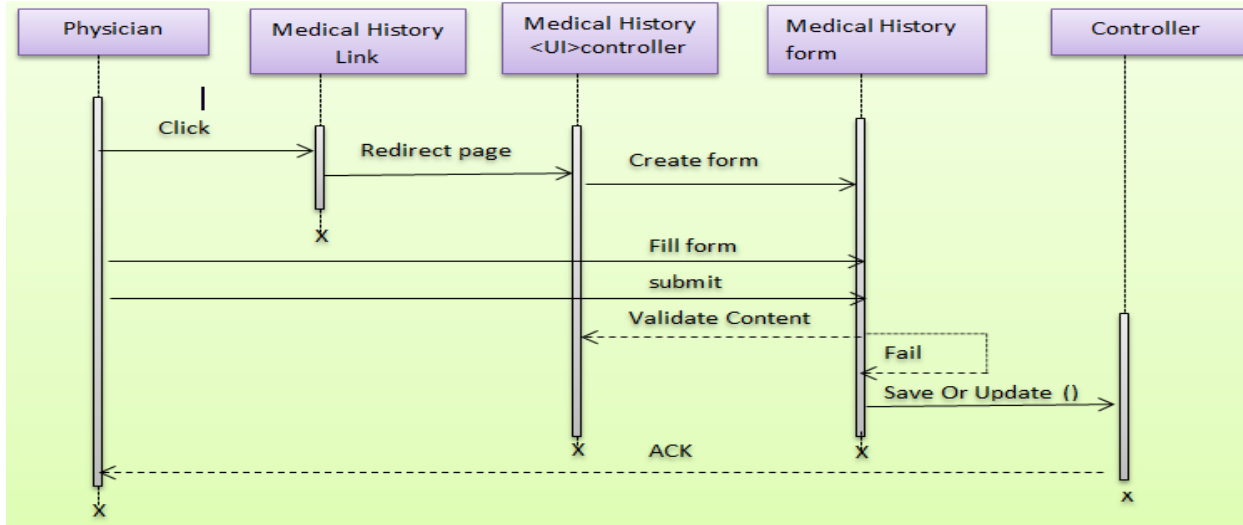 Physician
Medical History
Link
Medical History
<UI>controller
Medical History
form
Controller
Click
Redirect page
Create form
X
Fill form
submit
Validate Content
Fail
Save Or Update ()
X
X
ACK
X
x